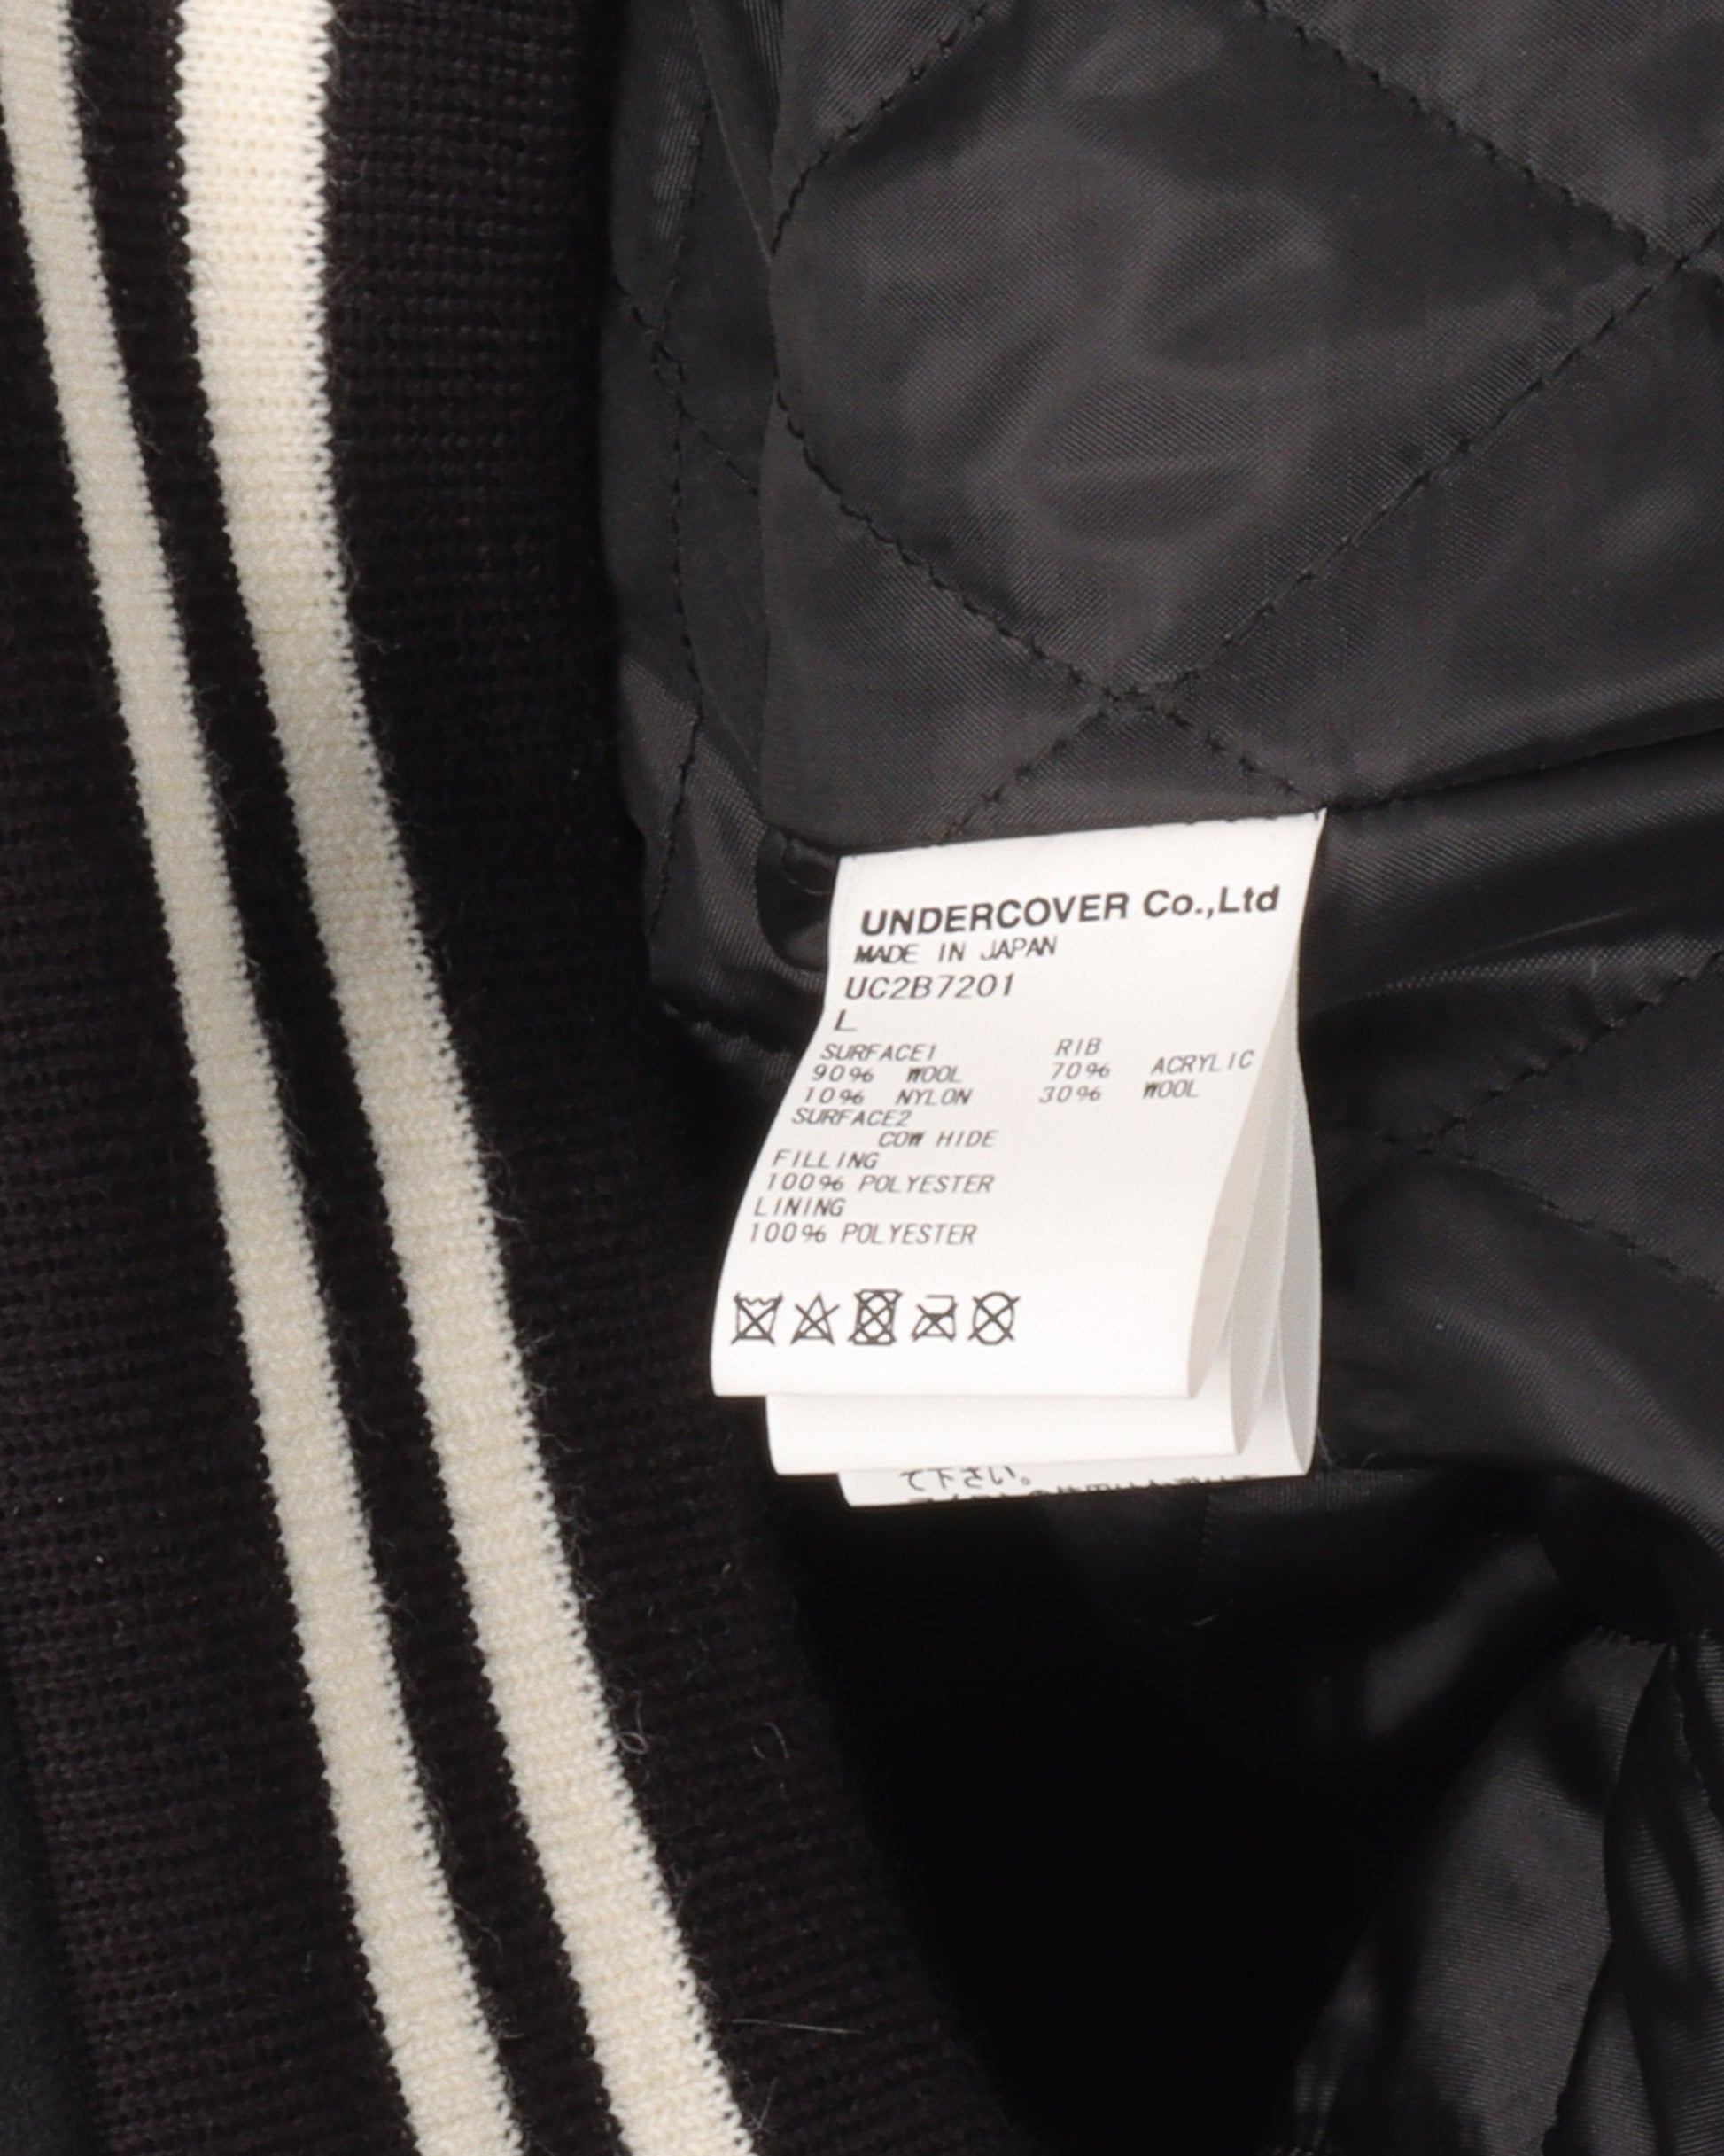 UNDERCOVER Co.,Ltd
MADE IN JAPAN
UC2B7201
L
SURFACE1 RIB
90% WOOL 70% ACRYLIC
10% NYLON 30% WOOL
SURFACE2
COW HIDE
FILLING
100% POLYESTER
LINING
100% POLYESTER
て下さい。